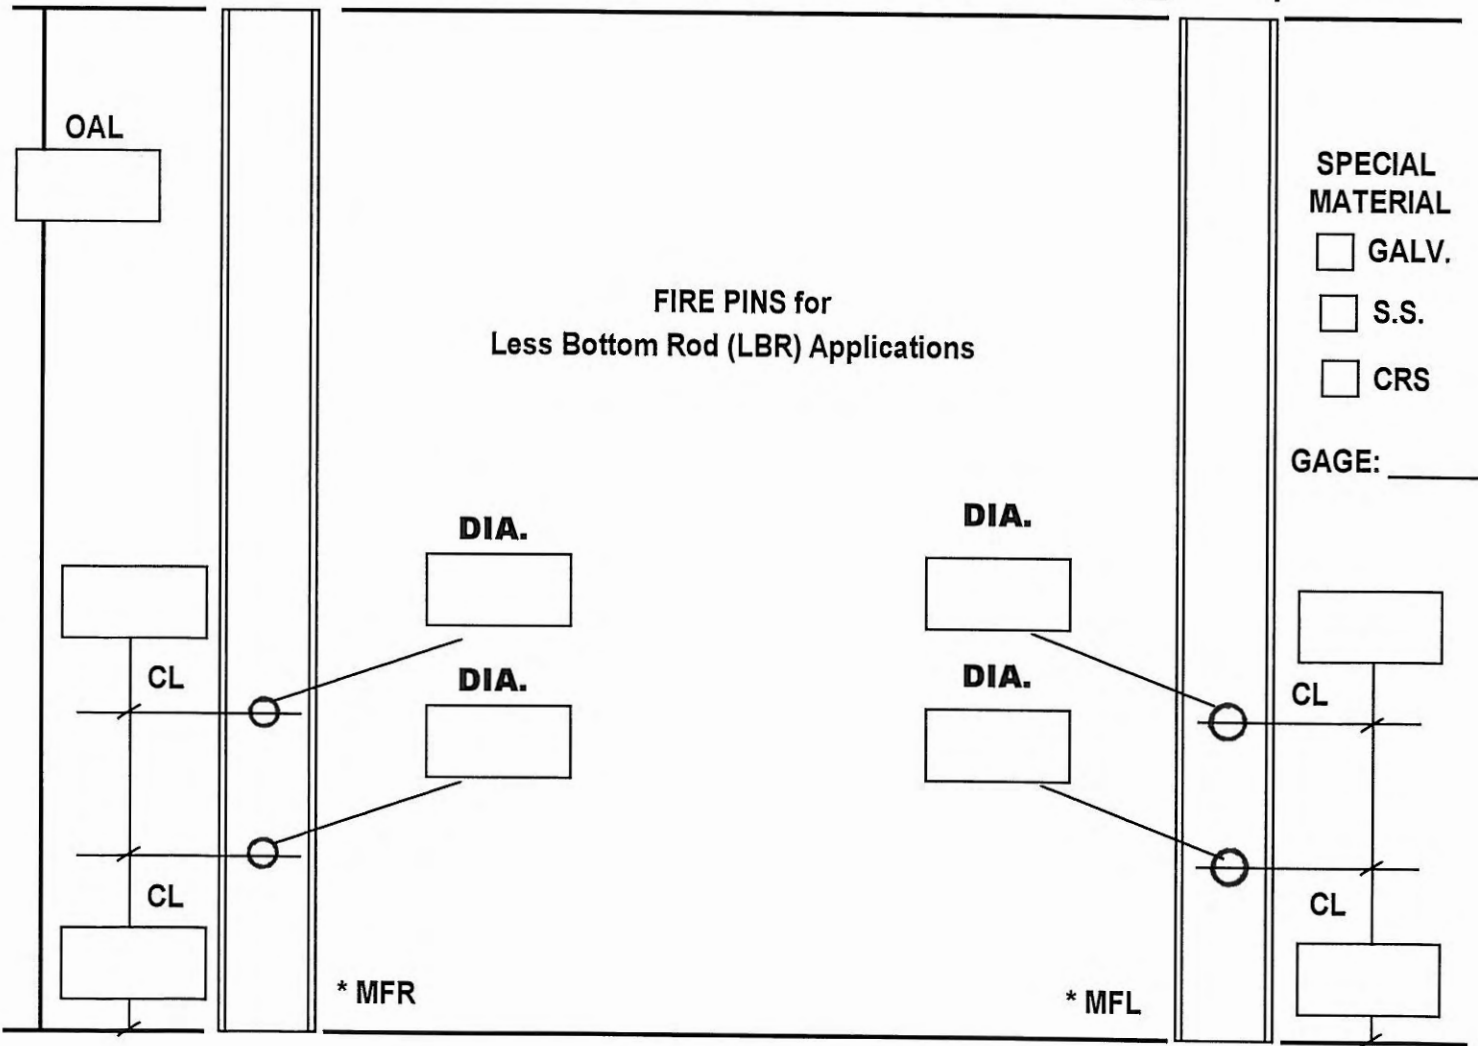 OAL
SPECIAL
MATERIAL
GALV.
S.S.
CRS
GAGE:
FIRE PINS for
Less Bottom Rod (LBR) Applications
DIA.
DIA.
CL
CL
DIA.
DIA.
CL
CL
* MFR
* MFL